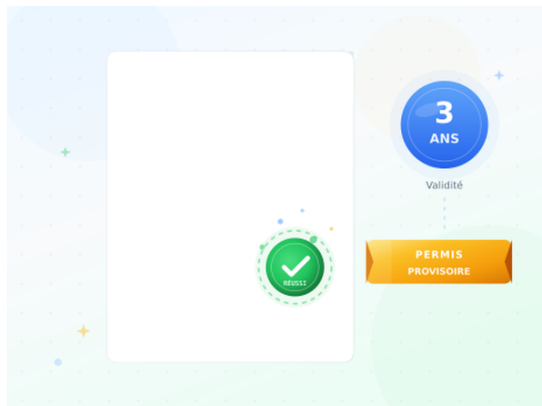 3
ANS
Validité
PERMIS
PROVISOIRE
RÉUSSI